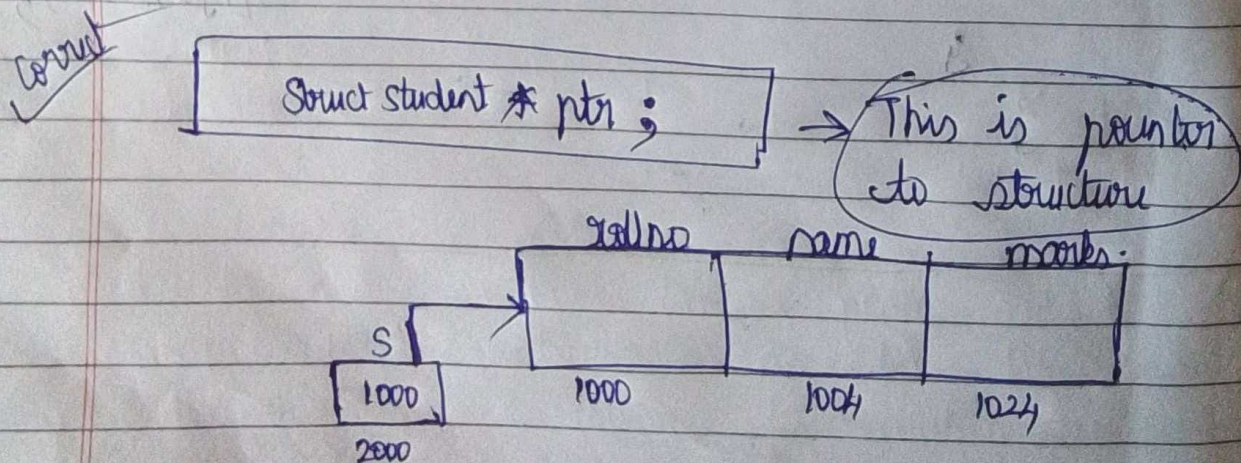 Correct
Struct student * ptr ;
→ This is pointer
to structure
rollno name marks.
S
1000 1000 1004 1024
2000